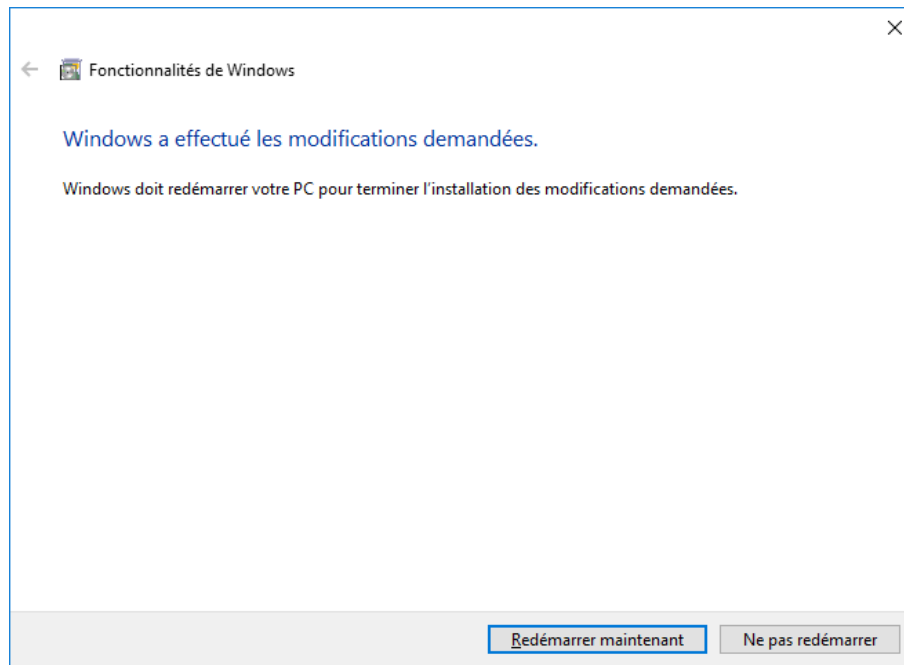 Fonctionnalités de Windows
Windows a effectué les modifications demandées.
Windows doit redémarrer votre PC pour terminer l'installation des modifications demandées.
Redémarrer maintenant
Ne pas redémarrer